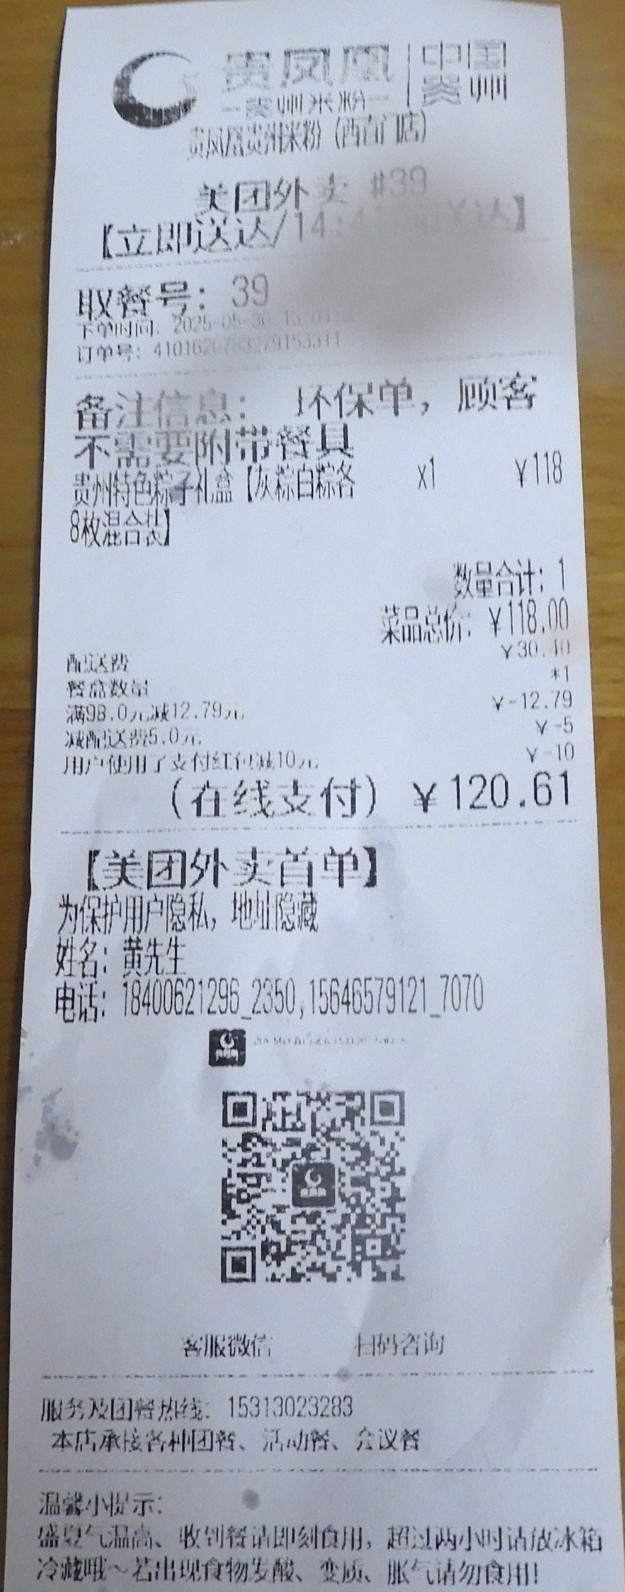 贵凤凰 中国贵州
—贵州米粉—
贵凤凰贵州米粉（西直门店）
美团外卖 #39
【立即送达/14:
取餐号：39
下单时间：2025-05-30
订单号：
备注信息： 环保单，顾客
不需要附带餐具
贵州特色粽子礼盒【灰粽白粽各 x1 ￥118
8枚混合装】
数量合计：1
菜品总价：￥118.00
配送费 ￥30.40
餐盒数量 *1
满98.0元减12.79元 ￥-12.79
减配送费5.0元 ￥-5
用户使用了支付红包减10元 ￥-10
（在线支付）￥120.61
【美团外卖首单】
为保护用户隐私，地址隐藏
姓名：黄先生
电话：18400621296_2350,15646579121_7070
客服微信 扫码咨询
服务及团餐热线：15313023283
本店承接各种团餐、活动餐、会议餐
温馨小提示：
盛夏气温高、收到餐请即刻食用，超过两小时请放冰箱
冷藏哦～若出现食物发酸、变质、胀气请勿食用！